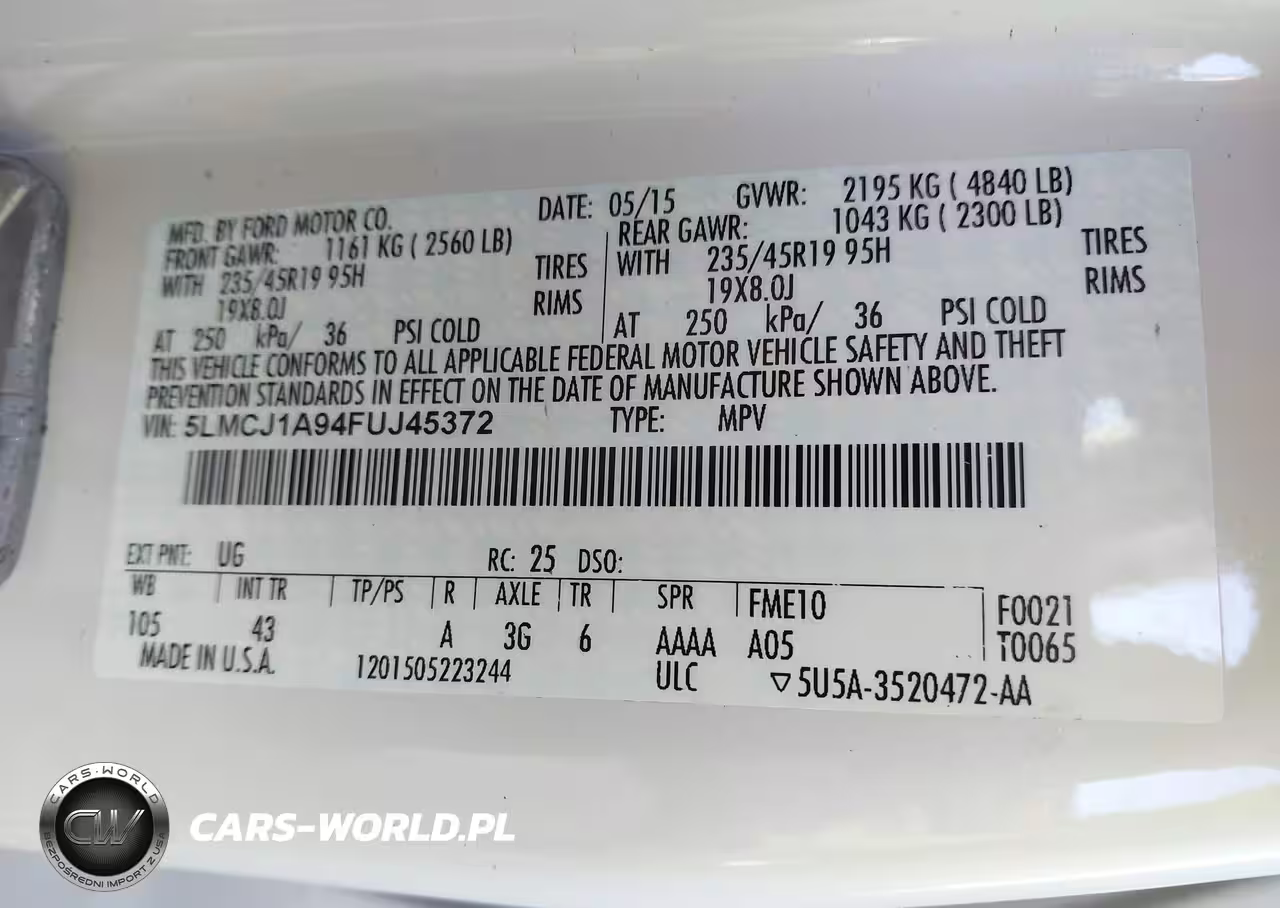 MFD. BY FORD MOTOR CO. DATE: 05/15 GVWR: 2195 KG ( 4840 LB)
FRONT GAWR: 1161 KG ( 2560 LB) REAR GAWR: 1043 KG ( 2300 LB)
WITH 235/45R19 95H TIRES WITH 235/45R19 95H TIRES
19X8.0J RIMS 19X8.0J RIMS
AT 250 kPa/ 36 PSI COLD AT 250 kPa/ 36 PSI COLD
THIS VEHICLE CONFORMS TO ALL APPLICABLE FEDERAL MOTOR VEHICLE SAFETY AND THEFT
PREVENTION STANDARDS IN EFFECT ON THE DATE OF MANUFACTURE SHOWN ABOVE.
VIN: 5LMCJ1A94FUJ45372 TYPE: MPV
EXT PNT: UG RC: 25 DSO:
WB INT TR TP/PS R AXLE TR SPR FME10 F0021
105 43 A 3G 6 AAAA A05 T0065
MADE IN U.S.A. 1201505223244 ULC ▽5U5A-3520472-AA
CARS-WORLD
CW
BEZPOŚREDNI IMPORT Z USA
CARS-WORLD.PL